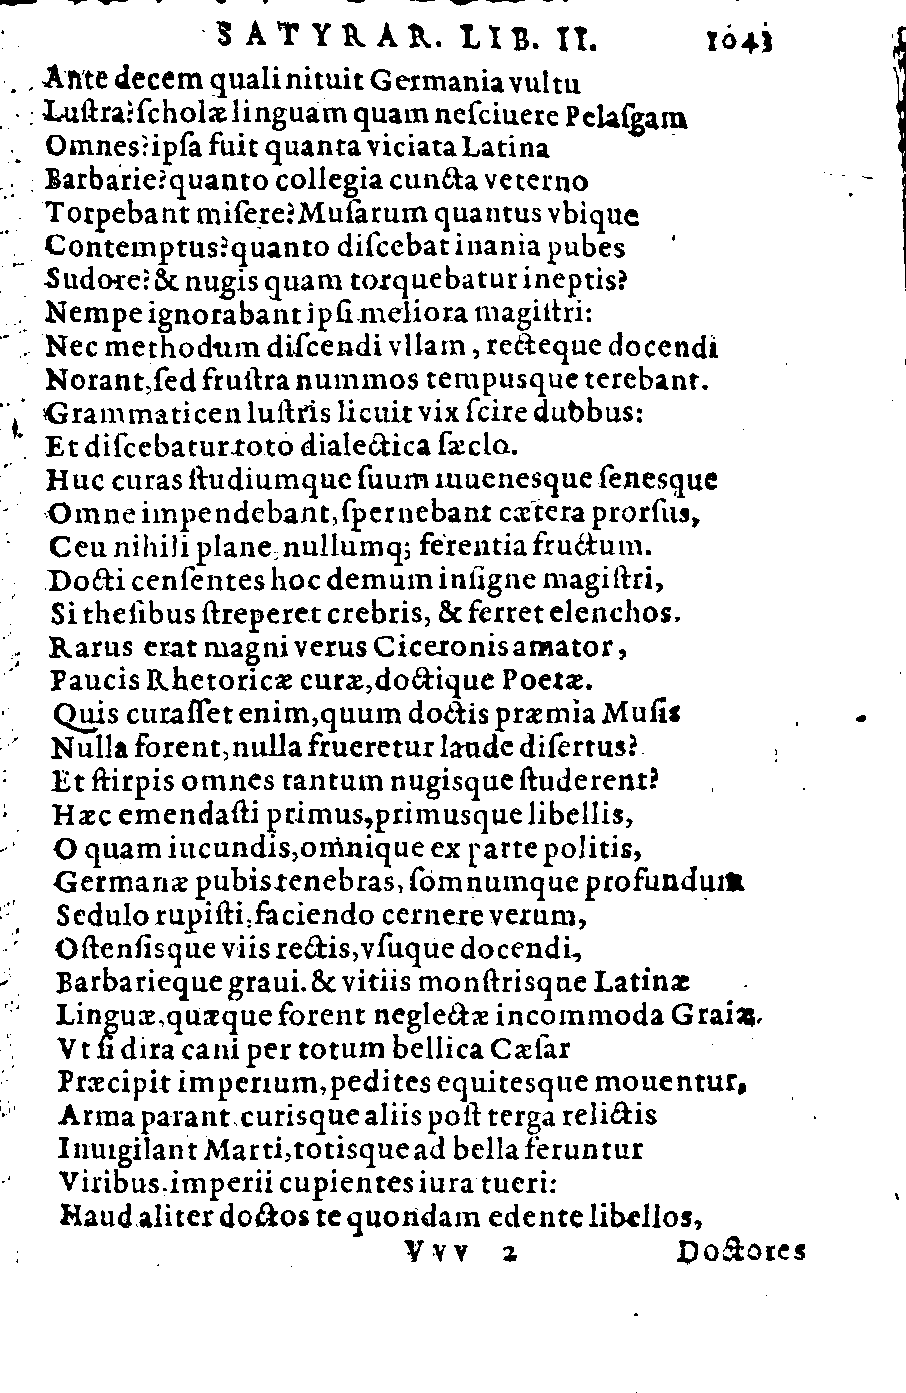 SATYRAR. LIB. II. 1043
Ante decem quali nituit Germania vultu
Luſtra? ſcholæ linguam quam neſciuere Pelaſgam
Omnes? ipſa fuit quanta viciata Latina
Barbarie? quanto collegia cuncta veterno
Torpebant miſere? Muſarum quantus vbique
Contemptus? quanto diſcebat inania pubes
Sudore? & nugis quam torquebatur ineptis?
Nempe ignorabant ipſi meliora magiſtri:
Nec methodum diſcendi vllam, recteque docendi
Norant, ſed fruſtra nummos tempusque terebant.
Grammaticen luſtris licuit vix ſcire duobus:
Et diſcebatur toto dialectica ſæclo.
Huc curas ſtudiumque ſuum iuuenesque ſenesque
Omne impendebant, ſpernebant cætera prorſus,
Ceu nihili plane, nullumq; ferentia fructum.
Docti cenſentes hoc demum inſigne magiſtri,
Si theſibus ſtreperet crebris, & ferret elenchos.
Rarus erat magni verus Ciceronis amator,
Paucis Rhetoricæ curæ, doctique Poetæ.
Quis curaſſet enim, quum doctis præmia Muſis
Nulla forent, nulla frueretur laude diſertus?
Et ſtirpis omnes tantum nugisque ſtuderent?
Hæc emendaſti primus, primusque libellis,
O quam iucundis, omnique ex parte politis,
Germanæ pubis tenebras, ſomnumque profundum
Sedulo rupiſti, faciendo cernere verum,
Oſtenſisque viis rectis, vſuque docendi,
Barbarieque graui. & vitiis monſtrisque Latinæ
Linguæ, quæque forent neglectæ incommoda Graiæ.
Vt ſi dira cani per totum bellica Cæſar
Præcipit imperium, pedites equitesque mouentur,
Arma parant, curisque aliis poſt terga relictis
Inuigilant Marti, totisque ad bella feruntur
Viribus, imperii cupientes iura tueri:
Haud aliter doctos te quondam edente libellos,
Vvv 2 Doctores